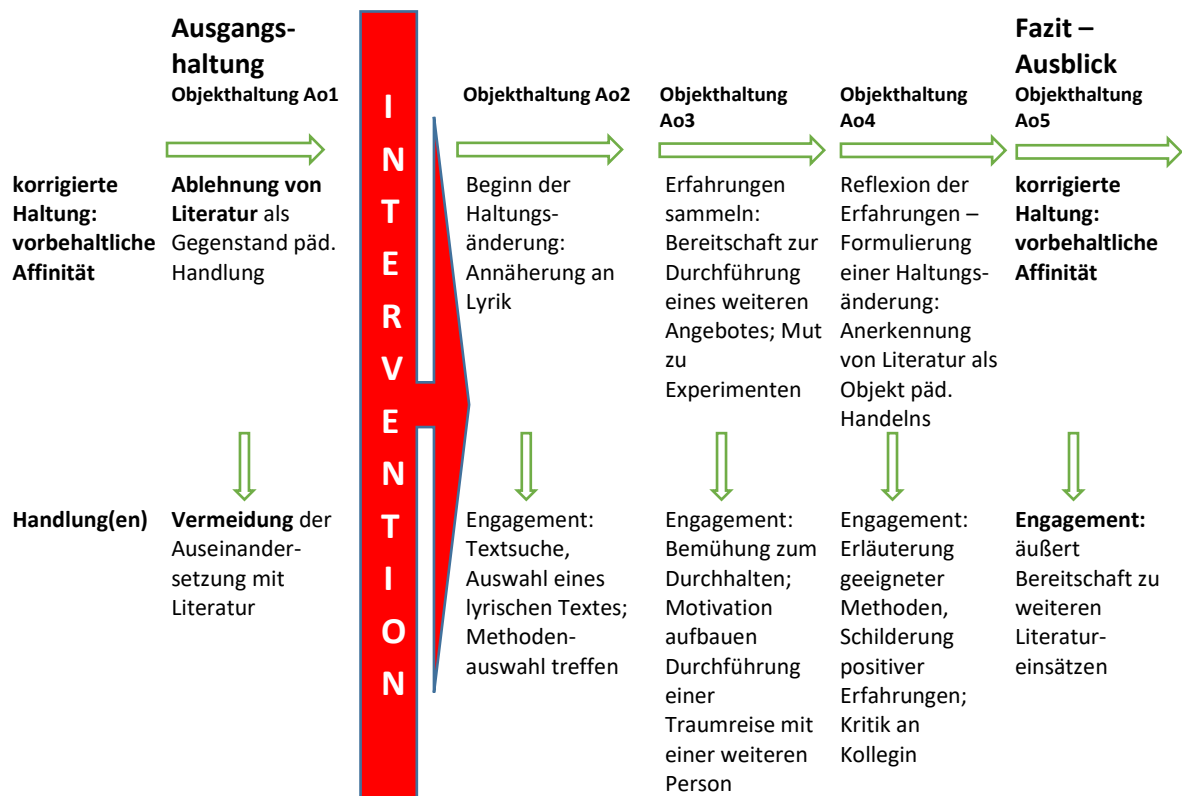 Ausgangs-
haltung
Objekthaltung Ao1
Fazit –
Ausblick
Objekthaltung Ao2
Objekthaltung
Ao3
Objekthaltung
Ao4
Objekthaltung
Ao5
korrigierte
Haltung:
vorbehaltliche
Affinität
Ablehnung von
Literatur als
Gegenstand päd.
Handlung
I
N
T
E
R
V
E
N
T
I
O
N
Beginn der
Haltungs-
änderung:
Annäherung an
Lyrik
Erfahrungen
sammeln:
Bereitschaft zur
Durchführung
eines weiteren
Angebotes; Mut
zu
Experimenten
Reflexion der
Erfahrungen –
Formulierung
einer Haltungs-
änderung:
Anerkennung
von Literatur als
Objekt päd.
Handelns
korrigierte
Haltung:
vorbehaltliche
Affinität
Handlung(en)
Vermeidung der
Auseinander-
setzung mit
Literatur
Engagement:
Textsuche,
Auswahl eines
lyrischen Textes;
Methoden-
auswahl treffen
Engagement:
Bemühung zum
Durchhalten;
Motivation
aufbauen
Durchführung
einer
Traumreise mit
einer weiteren
Person
Engagement:
Erläuterung
geeigneter
Methoden,
Schilderung
positiver
Erfahrungen;
Kritik an
Kollegin
Engagement:
äußert
Bereitschaft zu
weiteren
Literatur-
einsätzen